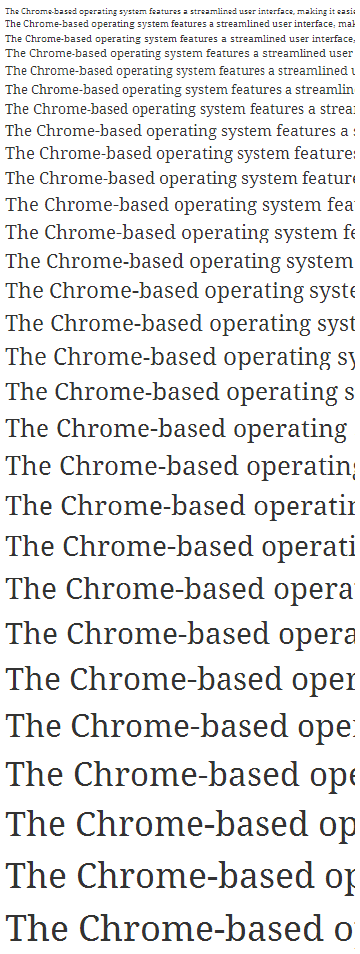 The Chrome-based operating system features a streamlined user interface, making it easie
The Chrome-based operating system features a streamlined user interface, mak
The Chrome-based operating system features a streamlined user interface,
The Chrome-based operating system features a streamlined user
The Chrome-based operating system features a streamlined u
The Chrome-based operating system features a streamlin
The Chrome-based operating system features a strea
The Chrome-based operating system features a s
The Chrome-based operating system features
The Chrome-based operating system feature
The Chrome-based operating system fea
The Chrome-based operating system fe
The Chrome-based operating system
The Chrome-based operating syste
The Chrome-based operating syst
The Chrome-based operating sy
The Chrome-based operating s
The Chrome-based operating
The Chrome-based operating
The Chrome-based operatin
The Chrome-based operati
The Chrome-based operat
The Chrome-based opera
The Chrome-based oper
The Chrome-based oper
The Chrome-based ope
The Chrome-based op
The Chrome-based op
The Chrome-based o